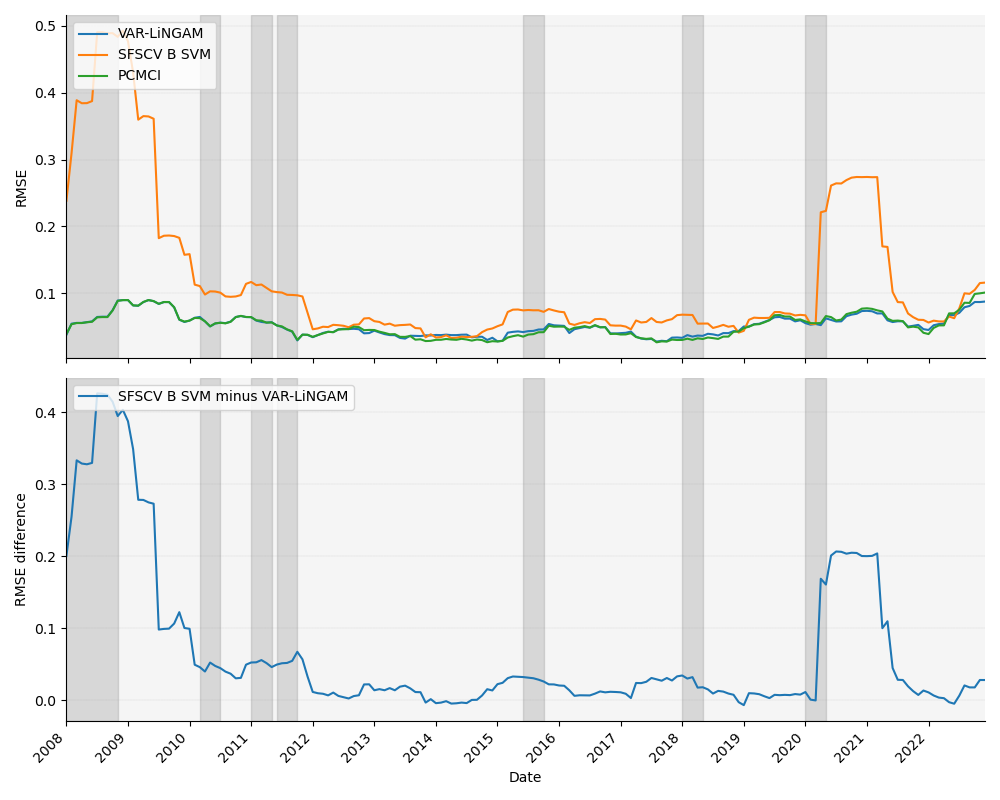 0.5
0.4
0.3
0.2
0.1
RMSE
VAR-LiNGAM
SFSCV B SVM
PCMCI
0.4
0.3
0.2
0.1
0.0
RMSE difference
SFSCV B SVM minus VAR-LiNGAM
2008 2009 2010 2011 2012 2013 2014 2015 2016 2017 2018 2019 2020 2021 2022
Date